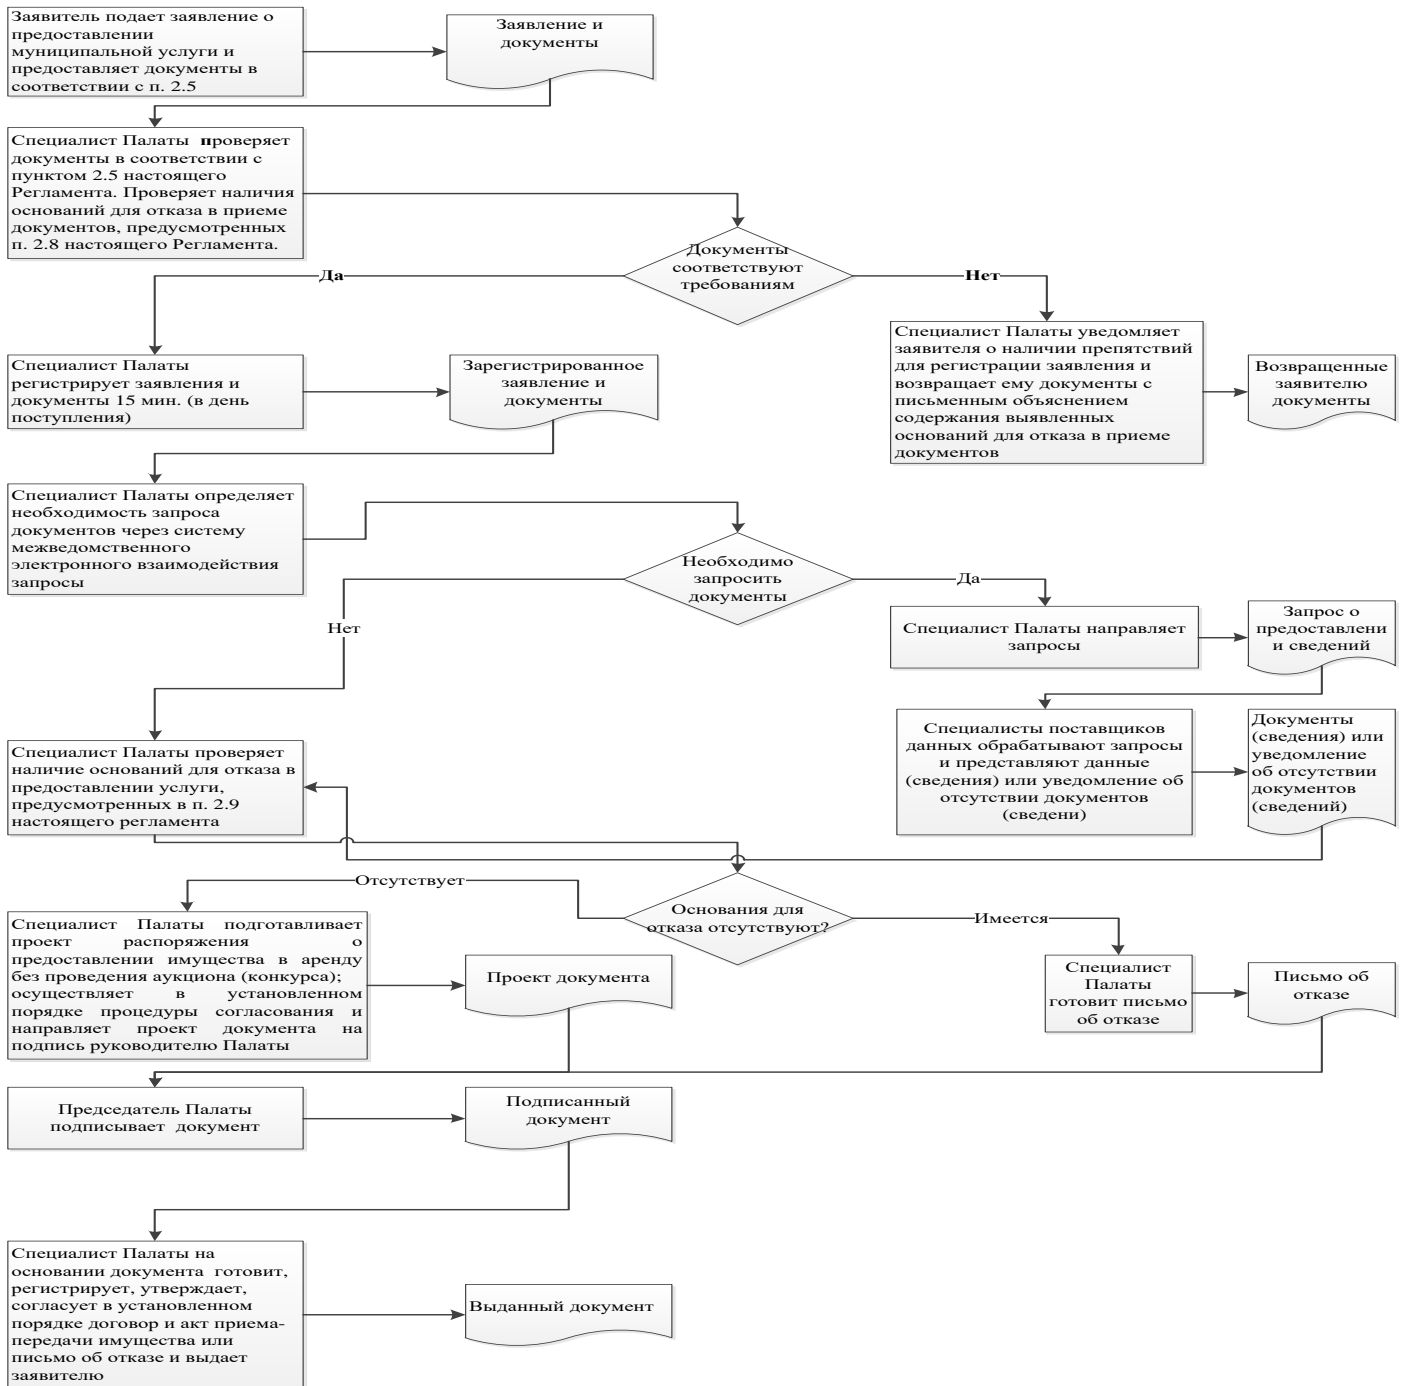 Заявитель подает заявление о
предоставлении
муниципальной услуги и
предоставляет документы в
соответствии с п. 2.5
Заявление и
документы
Специалист Палаты проверяет
документы в соответствии с
пунктом 2.5 настоящего
Регламента. Проверяет наличия
оснований для отказа в приеме
документов, предусмотренных
п. 2.8 настоящего Регламента.
Документы
соответствуют
требованиям
Да
Нет
Специалист Палаты
регистрирует заявления и
документы 15 мин. (в день
поступления)
Зарегистрированное
заявление и
документы
Специалист Палаты уведомляет
заявителя о наличии препятствий
для регистрации заявления и
возвращает ему документы с
письменным объяснением
содержания выявленных
оснований для отказа в приеме
документов
Возвращенные
заявителю
документы
Специалист Палаты определяет
необходимость запроса
документов через систему
межведомственного
электронного взаимодействия
запросы
Необходимо
запросить
документы
Да
Нет
Специалист Палаты направляет
запросы
Запрос о
предоставлени
и сведений
Специалисты поставщиков
данных обрабатывают запросы
и представляют данные
(сведения) или уведомление об
отсутствии документов
(сведени)
Документы
(сведения) или
уведомление
об отсутствии
документов
(сведений)
Специалист Палаты проверяет
наличие оснований для отказа в
предоставлении услуги,
предусмотренных в п. 2.9
настоящего регламента
Основания для
отказа отсутствуют?
Отсутствует
Имеется
Специалист Палаты подготавливает
проект распоряжения о
предоставлении имущества в аренду
без проведения аукциона (конкурса);
осуществляет в установленном
порядке процедуры согласования и
направляет проект документа на
подпись руководителю Палаты
Проект документа
Специалист
Палаты
готовит письмо
об отказе
Письмо об
отказе
Председатель Палаты
подписывает документ
Подписанный
документ
Специалист Палаты на
основании документа готовит,
регистрирует, утверждает,
согласует в установленном
порядке договор и акт приема-
передачи имущества или
письмо об отказе и выдает
заявителю
Выданный документ